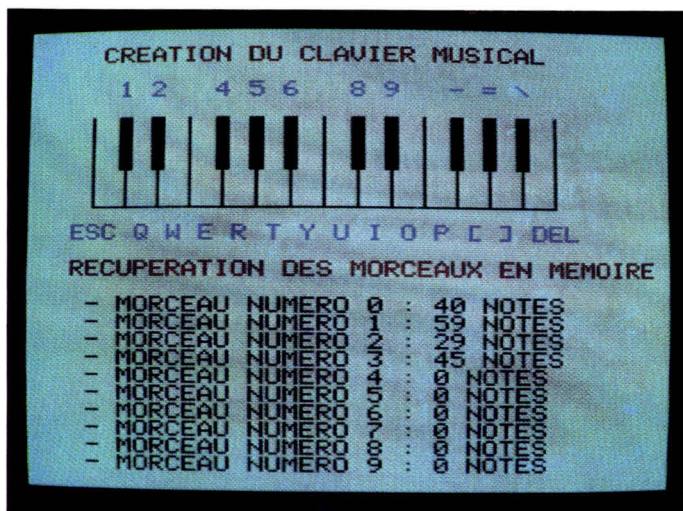 CREATION DU CLAVIER MUSICAL
1 2 4 5 6 8 9 - = \
ESC Q W E R T Y U I O P [ ] DEL
RECUPERATION DES MORCEAUX EN MEMOIRE
- MORCEAU NUMERO 0 : 40 NOTES
- MORCEAU NUMERO 1 : 59 NOTES
- MORCEAU NUMERO 2 : 29 NOTES
- MORCEAU NUMERO 3 : 45 NOTES
- MORCEAU NUMERO 4 : 0 NOTES
- MORCEAU NUMERO 5 : 0 NOTES
- MORCEAU NUMERO 6 : 0 NOTES
- MORCEAU NUMERO 7 : 0 NOTES
- MORCEAU NUMERO 8 : 0 NOTES
- MORCEAU NUMERO 9 : 0 NOTES